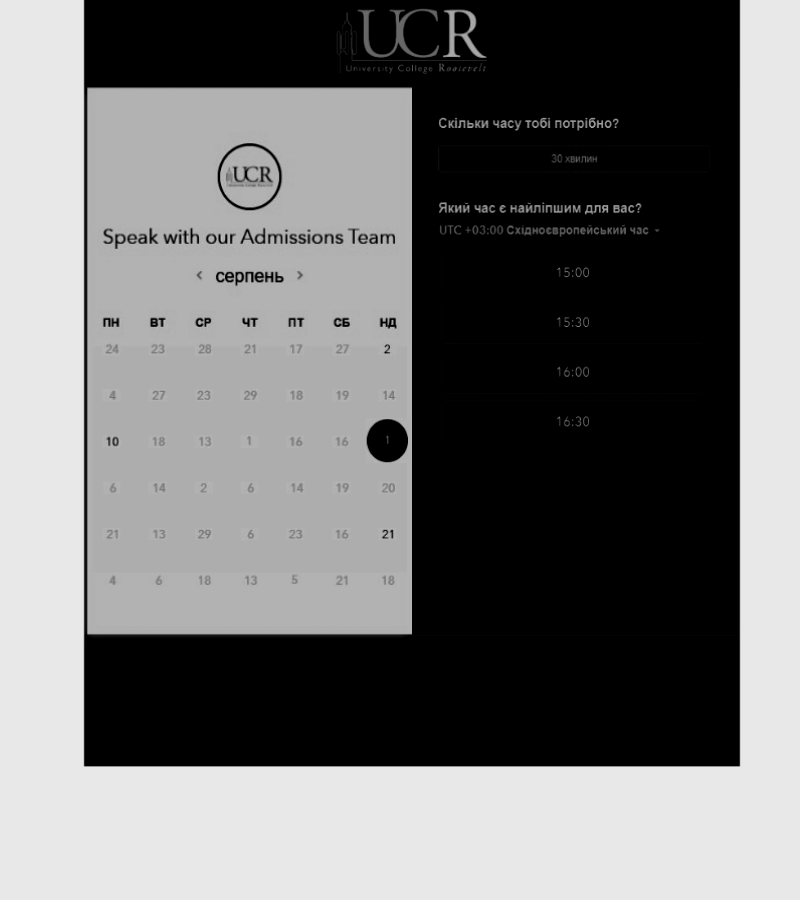 UCR
University College Roosevelt
UCR
Speak with our Admissions Team
< серпень >
ПН ВТ СР ЧТ ПТ СБ НД
24 23 28 21 17 27 2
4 27 23 29 18 19 14
10 18 13 1 16 16 1
6 14 2 6 14 19 20
21 13 29 6 23 16 21
4 6 18 13 5 21 18
Скільки часу тобі потрібно?
30 хвилин
Який час є найліпшим для вас?
UTC +03:00 Східноєвропейський час
15:00
15:30
16:00
16:30